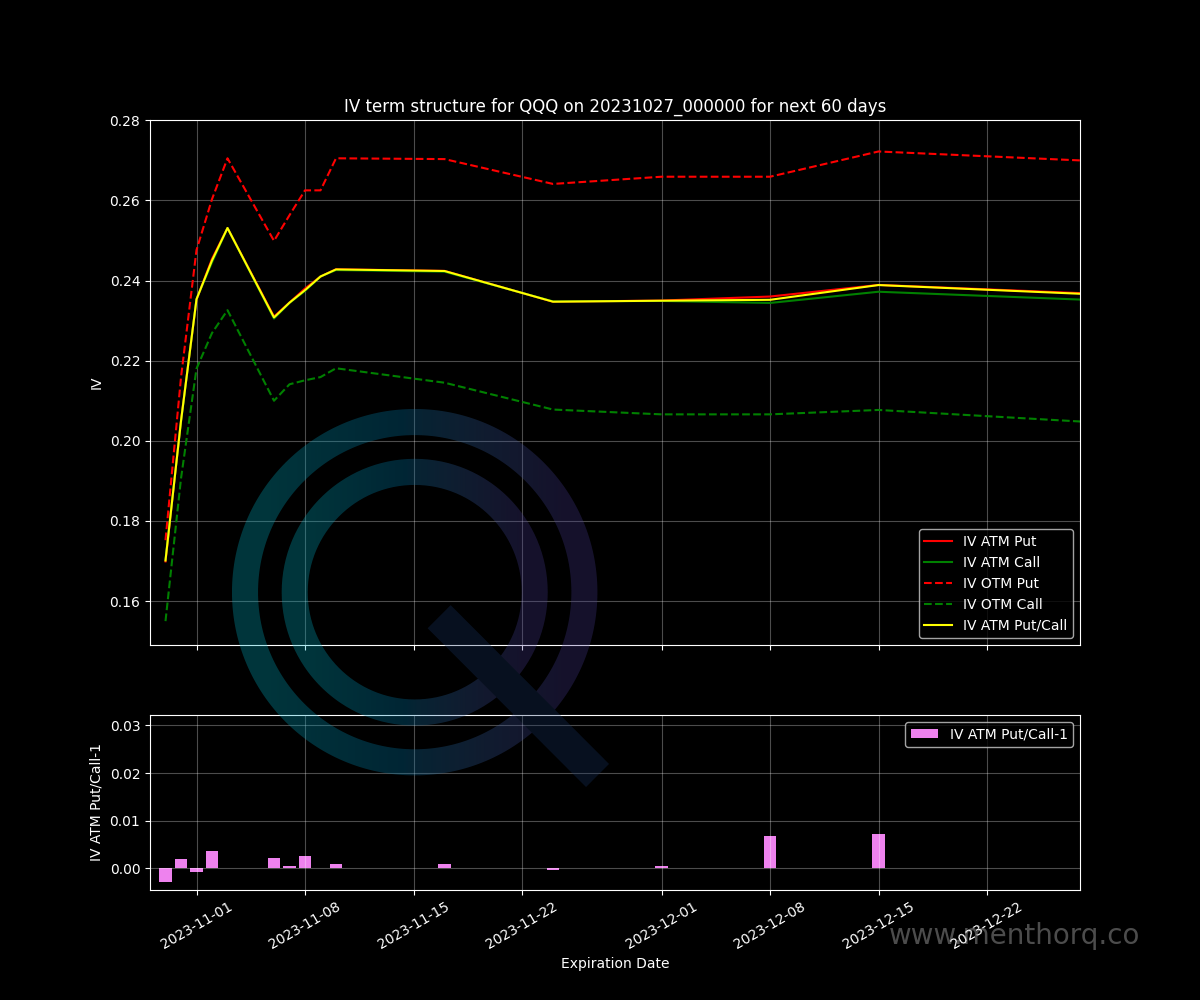 IV term structure for QQQ on 20231027_000000 for next 60 days
0.28
0.26
0.24
0.22
0.20
0.18
0.16
IV
IV ATM Put
IV ATM Call
IV OTM Put
IV OTM Call
IV ATM Put/Call
0.03
0.02
0.01
0.00
IV ATM Put/Call-1
IV ATM Put/Call-1
2023-11-01
2023-11-08
2023-11-15
2023-11-22
2023-12-01
2023-12-08
2023-12-15
2023-12-22
www.menthorq.co
Expiration Date